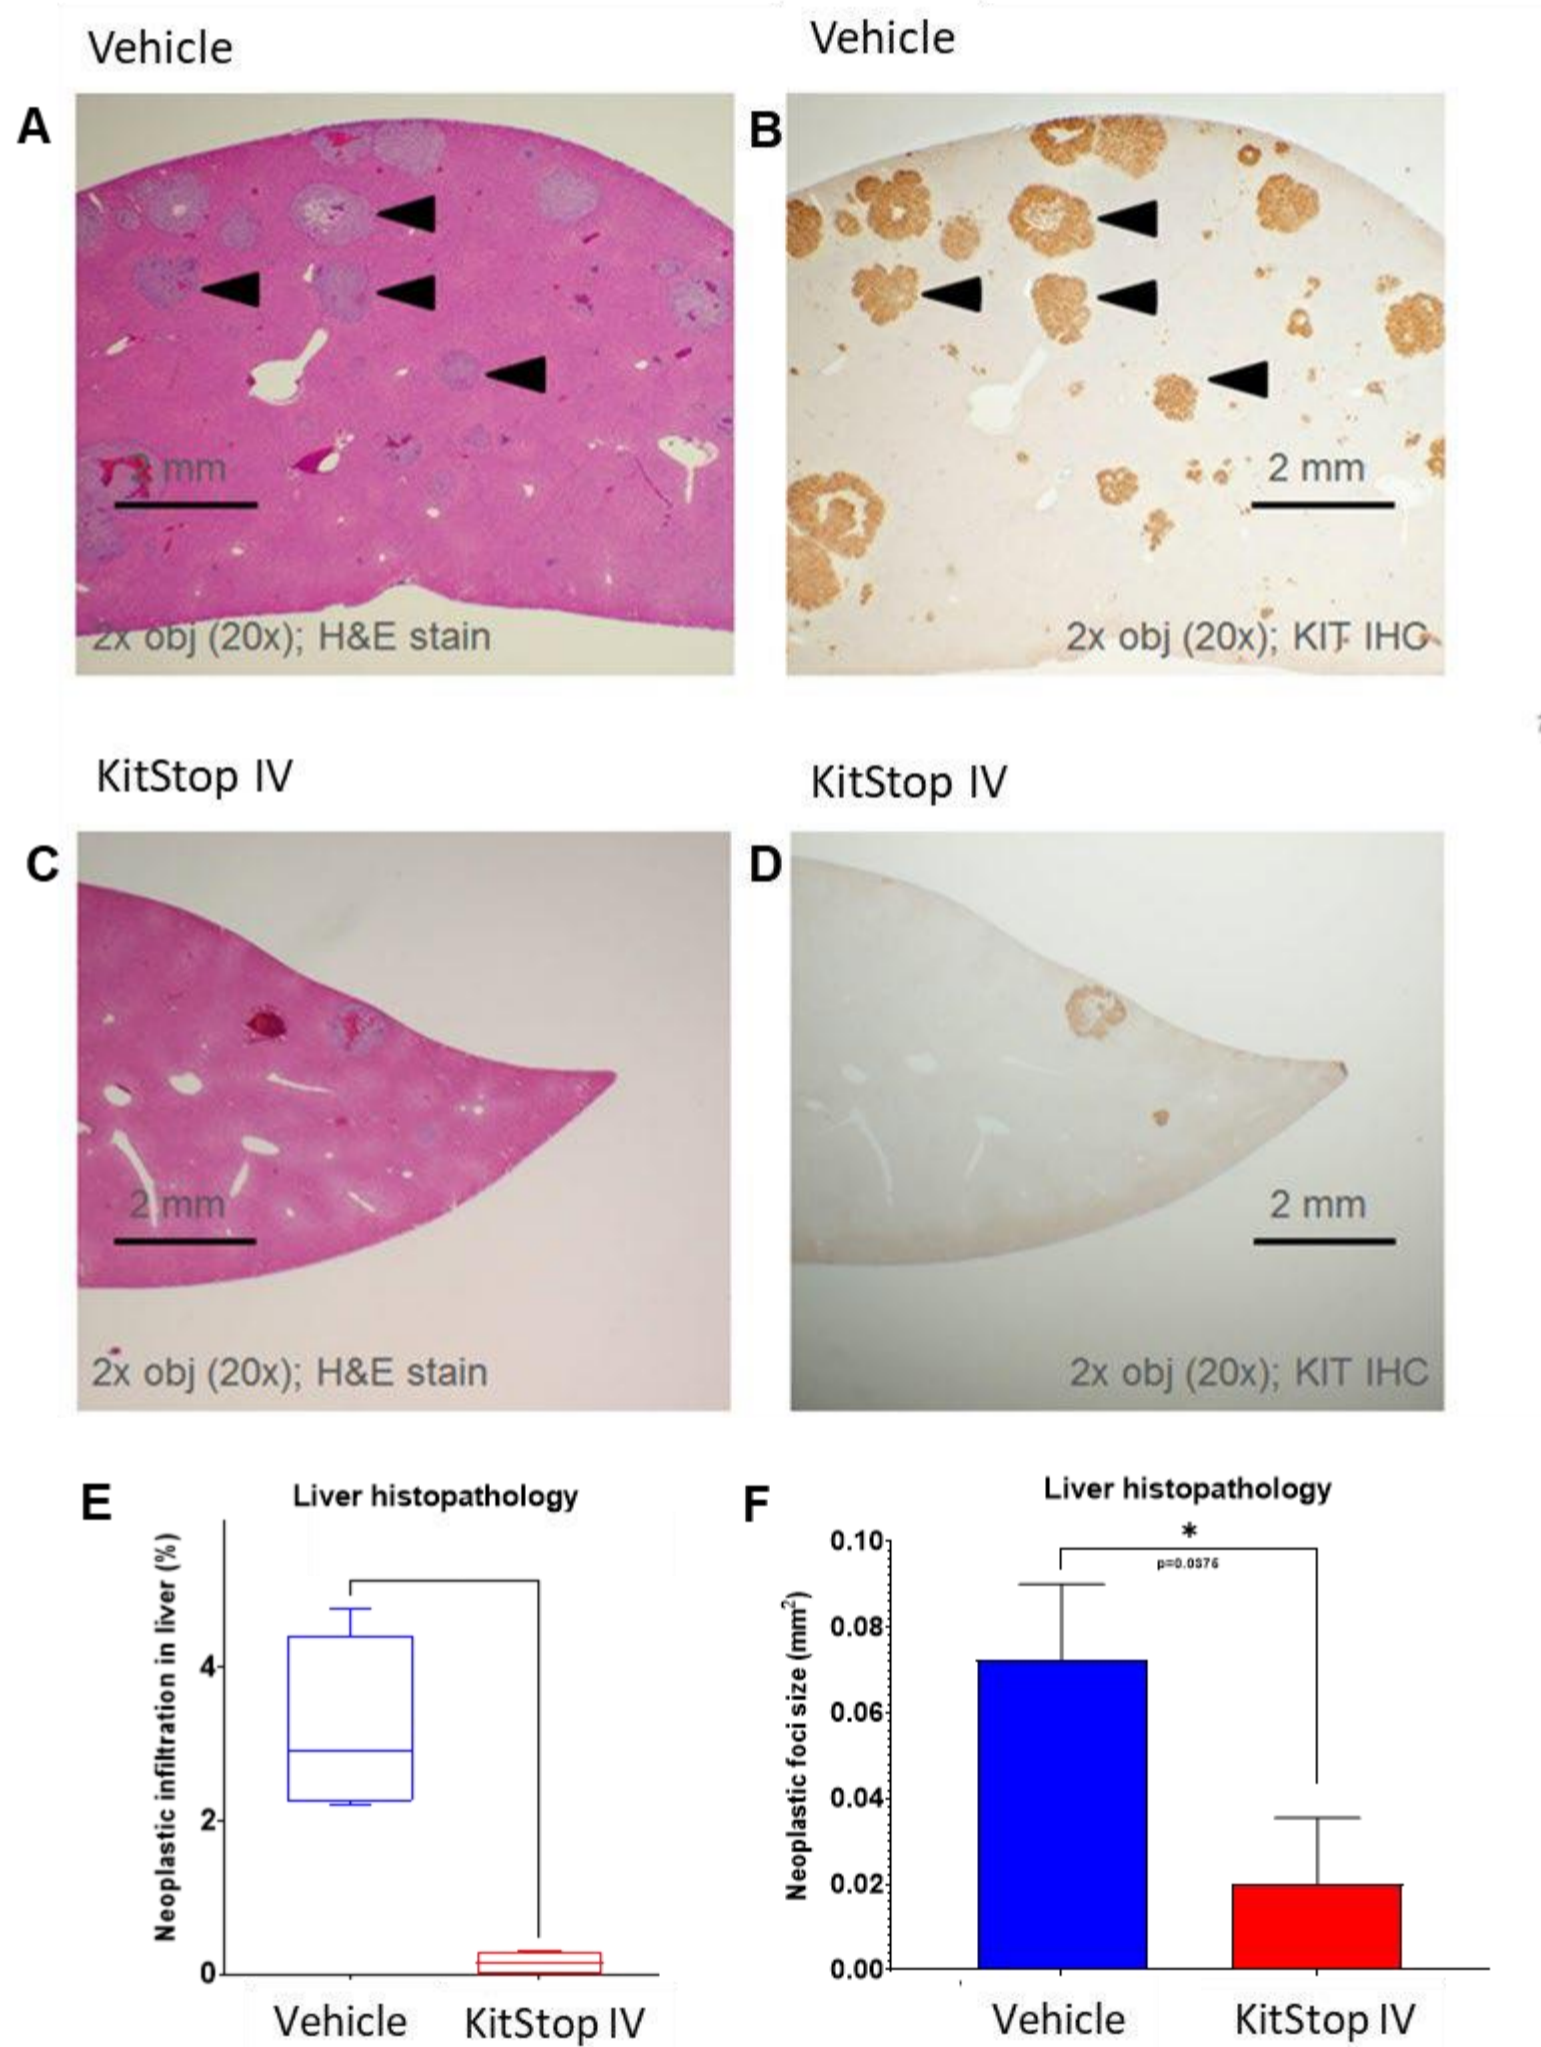 Vehicle
Vehicle
A
B
2 mm
2 mm
2x obj (20x); H&E stain
2x obj (20x); KIT IHC
KitStop IV
KitStop IV
C
D
2 mm
2 mm
2x obj (20x); H&E stain
2x obj (20x); KIT IHC
E
Liver histopathology
Neoplastic infiltration in liver (%)
4
2
0
Vehicle
KitStop IV
F
Liver histopathology
*
Neoplastic foci size (mm²)
0.10
0.08
0.06
0.04
0.02
0.00
Vehicle
KitStop IV